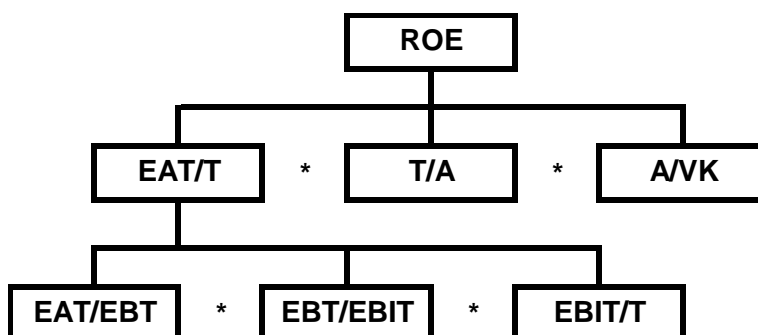 ROE
EAT/T * T/A * A/VK
EAT/EBT * EBT/EBIT * EBIT/T